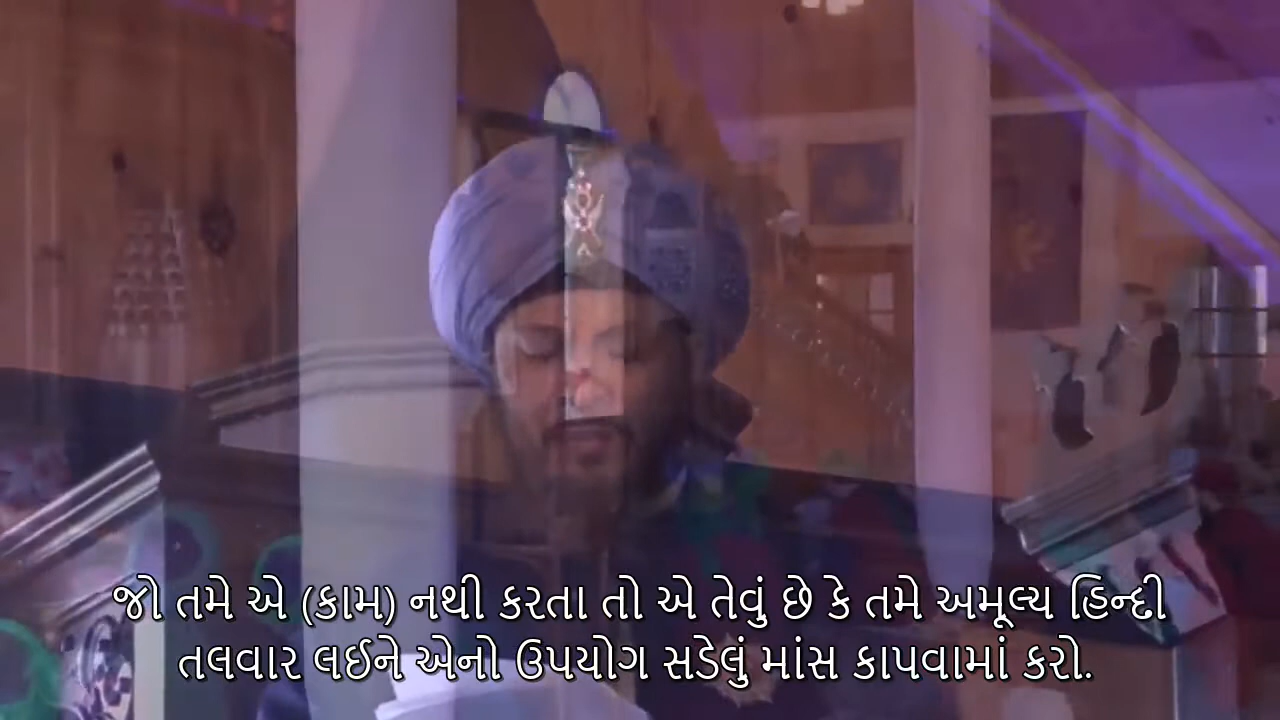 જો તમે એ (કામ) નથી કરતા તો એ તેવું છે કે તમે અમૂલ્ય હિન્દી
તલવાર લઈને એનો ઉપયોગ સડેલું માંસ કાપવામાં કરો.